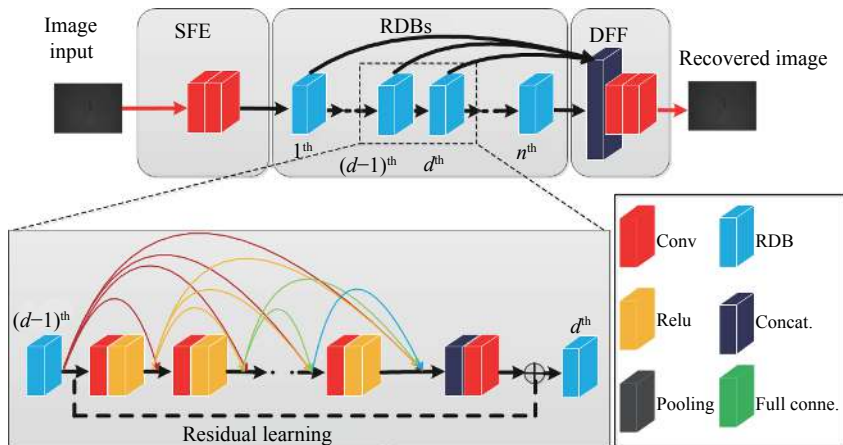 Image
input
SFE
RDBs
DFF
Recovered image
1th
(d−1)th
dth
nth
(d−1)th
dth
Residual learning
Conv
RDB
Relu
Concat.
Pooling
Full conne.